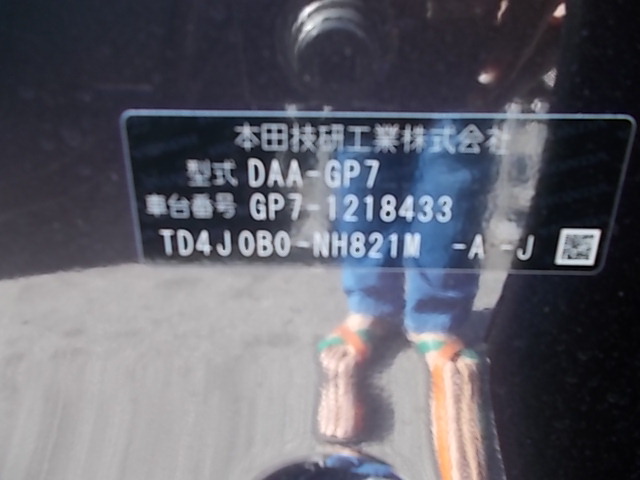 本田技研工業株式会社
型式 DAA-GP7
車台番号 GP7-1218433
TD4J0B0-NH821M -A -J